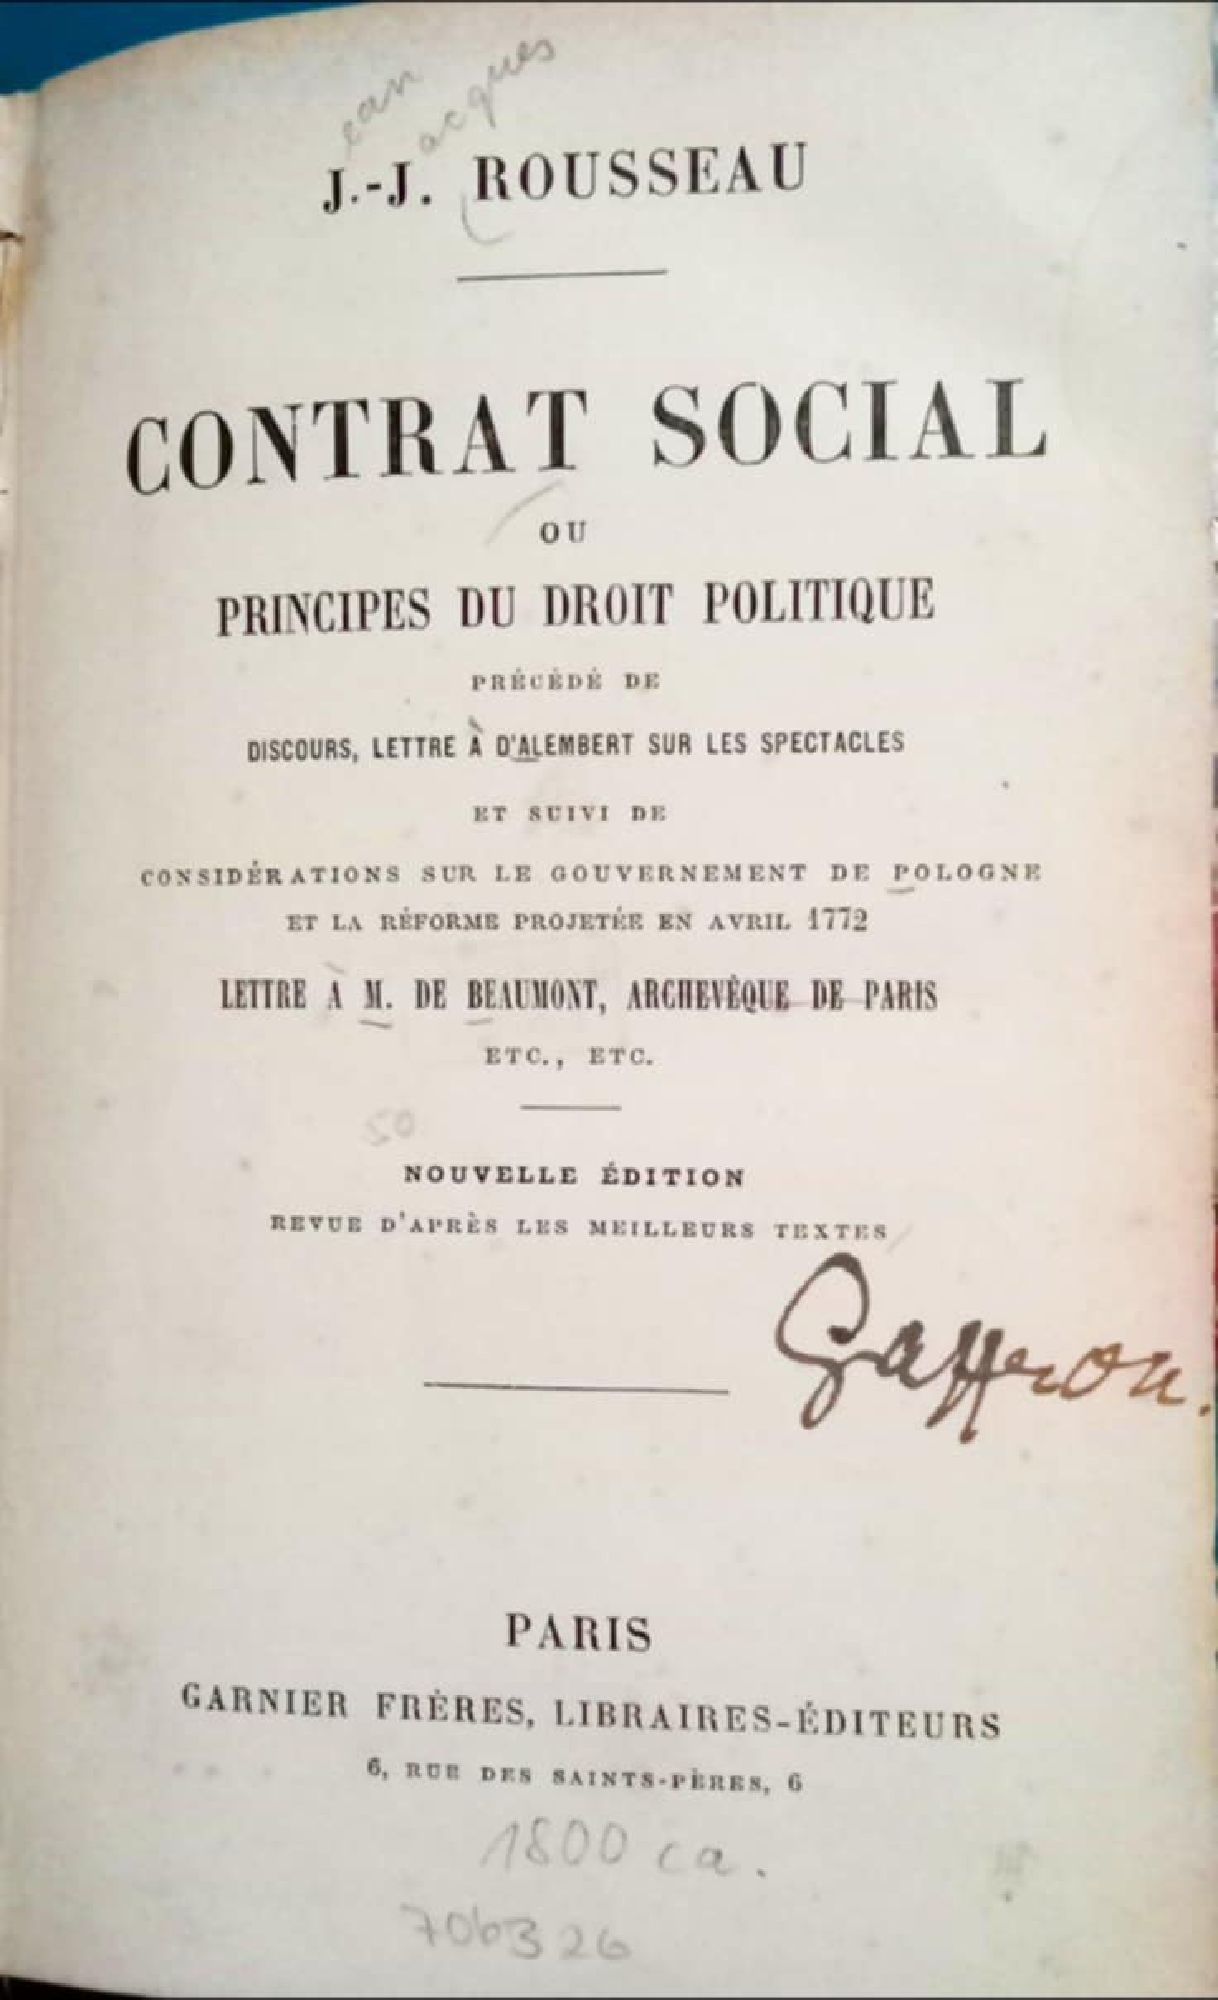 ean
acques
J.-J. ROUSSEAU
CONTRAT SOCIAL
OU
PRINCIPES DU DROIT POLITIQUE
PRÉCÉDÉ DE
DISCOURS, LETTRE À D'ALEMBERT SUR LES SPECTACLES
ET SUIVI DE
CONSIDÉRATIONS SUR LE GOUVERNEMENT DE POLOGNE
ET LA RÉFORME PROJETÉE EN AVRIL 1772
LETTRE À M. DE BEAUMONT, ARCHEVÊQUE DE PARIS
ETC., ETC.
50
NOUVELLE ÉDITION
REVUE D'APRÈS LES MEILLEURS TEXTES
Gaffron.
PARIS
GARNIER FRÈRES, LIBRAIRES-ÉDITEURS
6, RUE DES SAINTS-PÈRES, 6
1800 ca.
706326